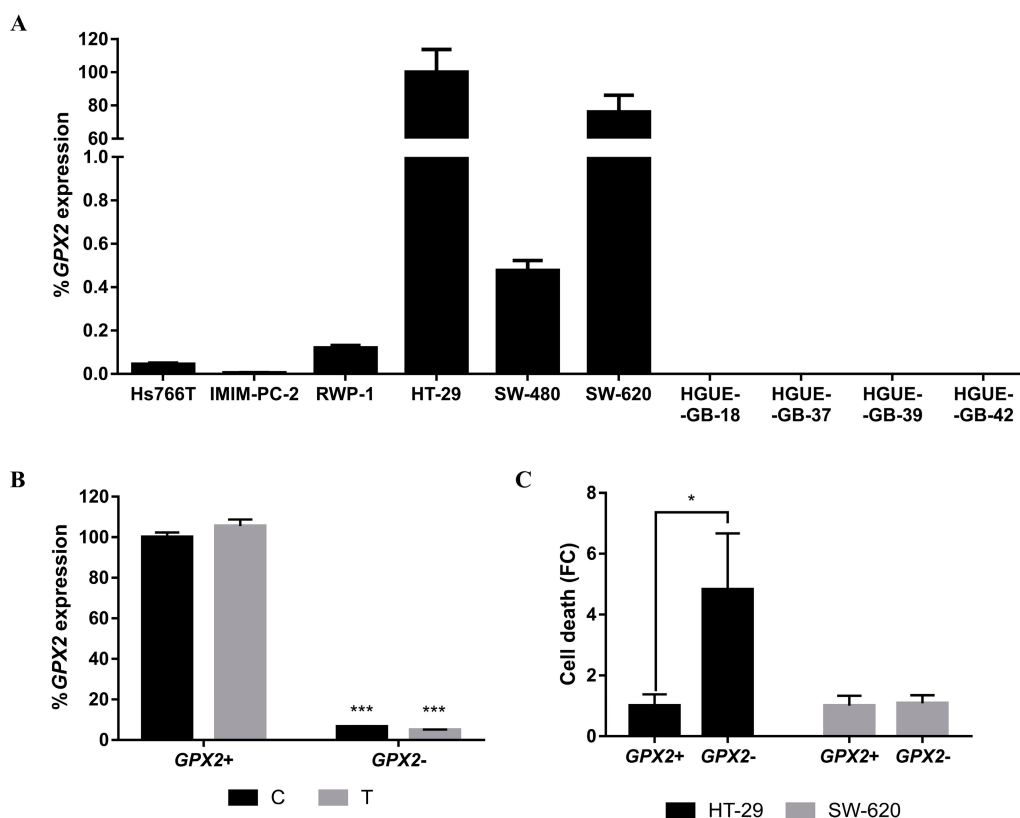 A
120
100
80
60
1.0
0.8
0.6
0.4
0.2
0.0
%GPX2 expression
Hs766T IMIM-PC-2 RWP-1 HT-29 SW-480 SW-620 HGUE- HGUE- HGUE- HGUE-
-GB-18 -GB-37 -GB-39 -GB-42
B
120
100
80
60
40
20
0
%GPX2 expression
*** ***
GPX2+ GPX2-
C T
C
8
6
4
2
0
Cell death (FC)
*
GPX2+ GPX2- GPX2+ GPX2-
HT-29 SW-620